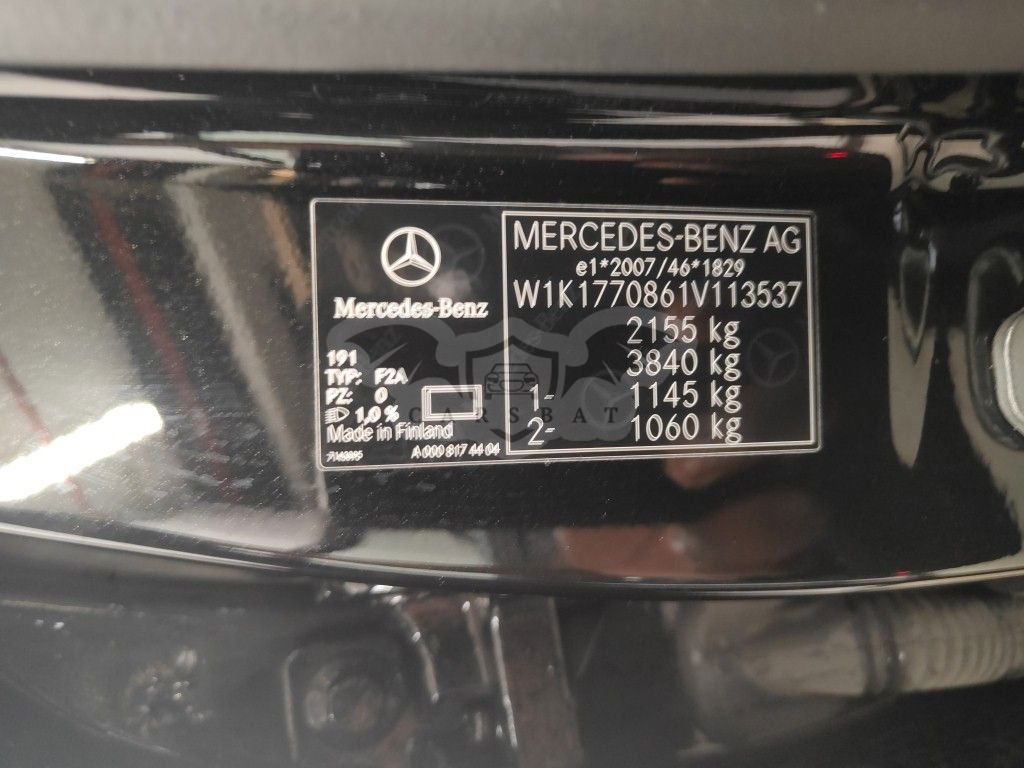 Mercedes-Benz
191
TYP: F2A
PZ: 0
1,0 %
Made in Finland
A 000 817 44 04
MERCEDES-BENZ AG
e1*2007/46*1829
W1K1770861V113537
2155 kg
3840 kg
1- 1145 kg
2- 1060 kg
CARSBAT